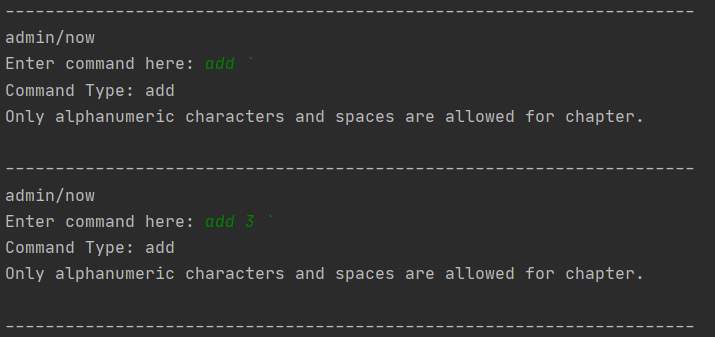 ---------------------------------------------------------------------
admin/now
Enter command here: add `
Command Type: add
Only alphanumeric characters and spaces are allowed for chapter.
---------------------------------------------------------------------
admin/now
Enter command here: add 3 `
Command Type: add
Only alphanumeric characters and spaces are allowed for chapter.
---------------------------------------------------------------------